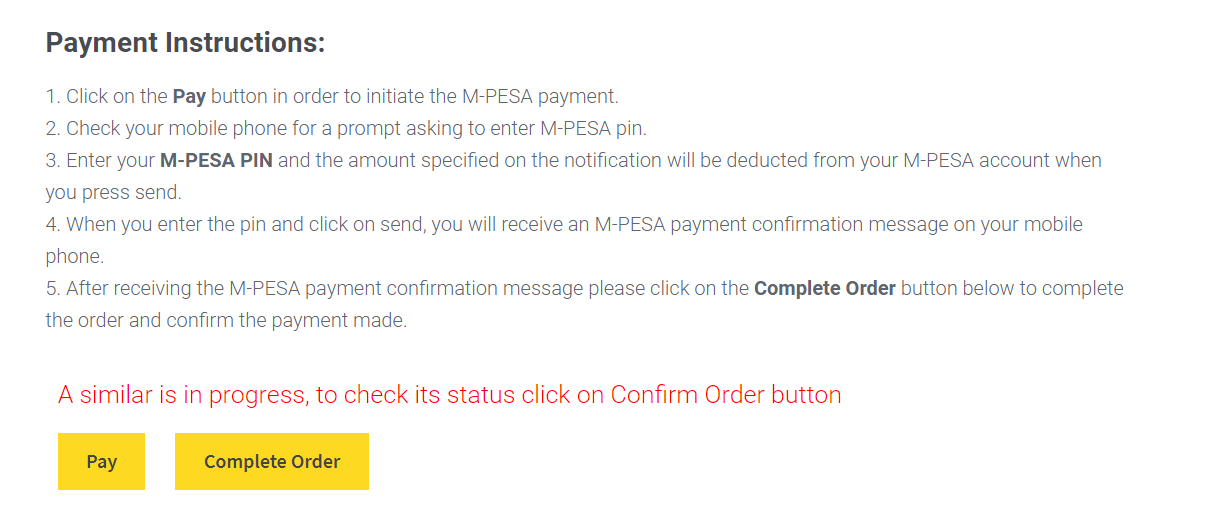 Payment Instructions:
1. Click on the Pay button in order to initiate the M-PESA payment.
2. Check your mobile phone for a prompt asking to enter M-PESA pin.
3. Enter your M-PESA PIN and the amount specified on the notification will be deducted from your M-PESA account when
you press send.
4. When you enter the pin and click on send, you will receive an M-PESA payment confirmation message on your mobile
phone.
5. After receiving the M-PESA payment confirmation message please click on the Complete Order button below to complete
the order and confirm the payment made.
A similar is in progress, to check its status click on Confirm Order button
Pay Complete Order